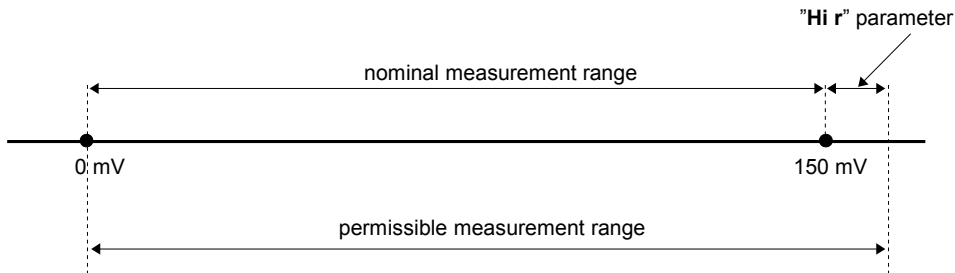 ”Hi r” parameter
nominal measurement range
0 mV
150 mV
permissible measurement range